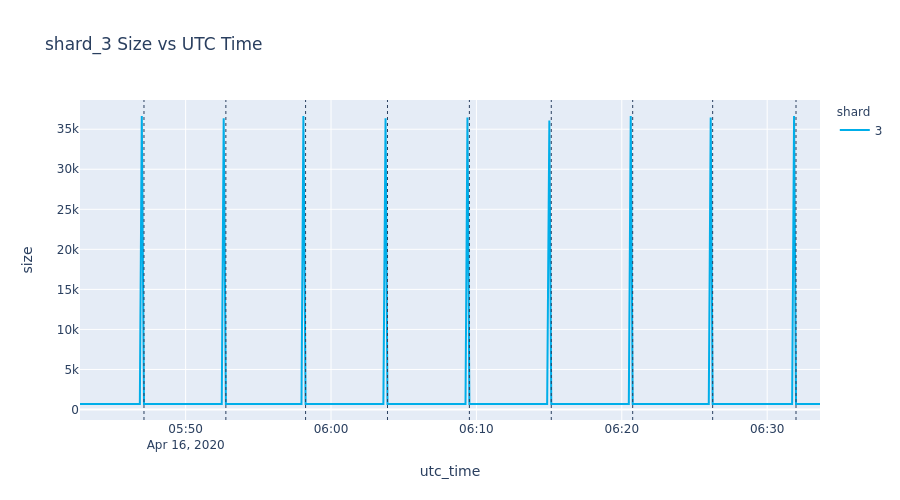 shard_3 Size vs UTC Time
shard
3
35k
30k
25k
20k
15k
10k
5k
0
size
05:50
06:00
06:10
06:20
06:30
Apr 16, 2020
utc_time